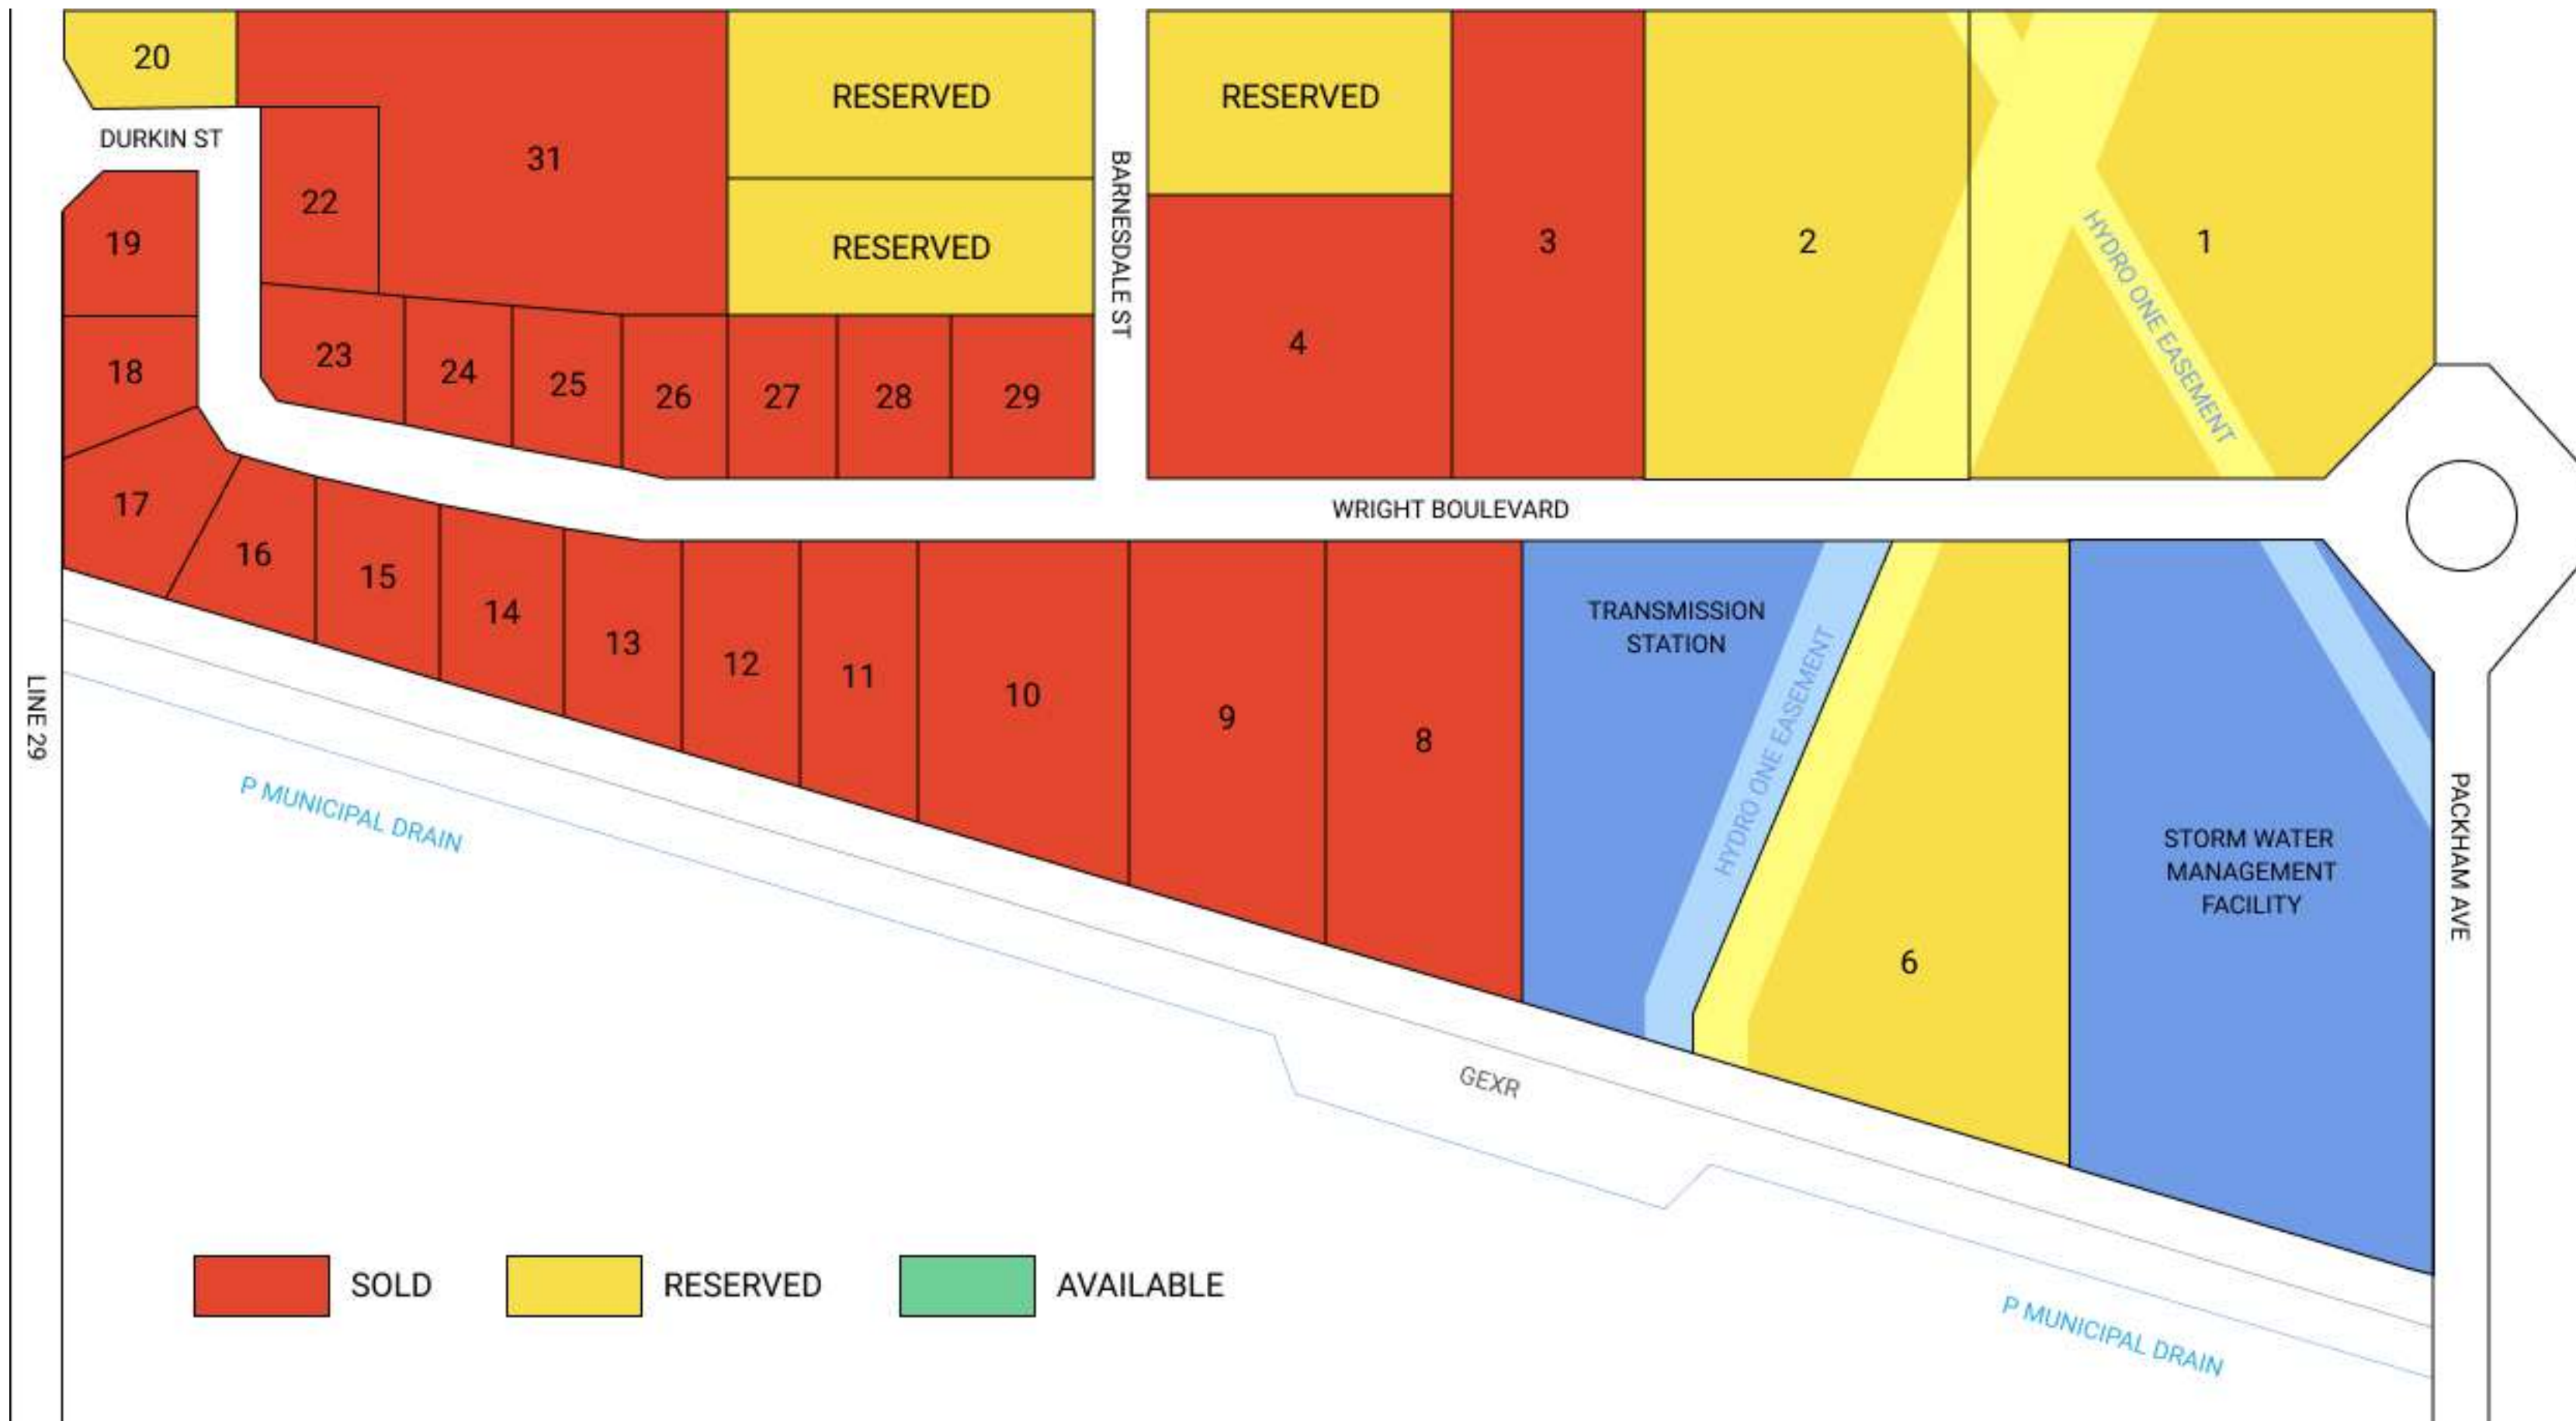 20
DURKIN ST
31
RESERVED
RESERVED
22
19
18
17
23
24
25
26
27
28
29
BARNESDALE ST
RESERVED
4
3
2
1
HYDRO ONE EASEMENT
WRIGHT BOULEVARD
16
15
14
13
12
11
10
9
8
TRANSMISSION
STATION
HYDRO ONE EASEMENT
6
STORM WATER
MANAGEMENT
FACILITY
PACKHAM AVE
LINE 29
P MUNICIPAL DRAIN
GEXR
P MUNICIPAL DRAIN
SOLD
RESERVED
AVAILABLE